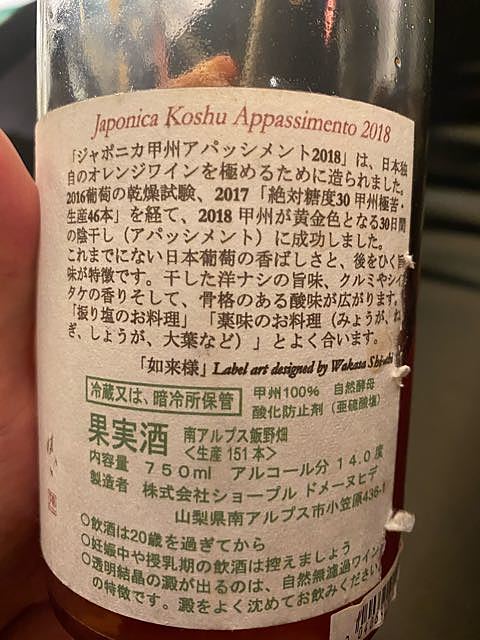 Japonica Koshu Appassimento 2018
「ジャポニカ甲州アパッシメント2018」は、日本独
自のオレンジワインを極めるために造られました。
2016葡萄の乾燥試験、2017「絶対糖度30 甲州極苦・
生産46本」を経て、2018 甲州が黄金色となる30日間
の陰干し（アパッシメント）に成功しました。
これまでにない日本葡萄の香ばしさと、後をひく旨
味が特徴です。干した洋ナシの旨味、クルミやシイ
タケの香りそして、骨格のある酸味が広がります。
「振り塩のお料理」「薬味のお料理（みょうが、ね
ぎ、しょうが、大葉など）」とよく合います。
「如来様」Label art designed by Wakasa
冷蔵又は、暗冷所保管
甲州100% 自然酵母
酸化防止剤（亜硫酸塩）
果実酒 南アルプス飯野畑
<生産 151本>
内容量 750ml アルコール分 14.0度
製造者 株式会社ショープル ドメーヌヒデ
山梨県南アルプス市小笠原436-1
○飲酒は20歳を過ぎてから
○妊娠中や授乳期の飲酒は控えましょう
○透明結晶の澱が出るのは、自然無濾過ワイン
の特徴です。澱をよく沈めてお飲みください